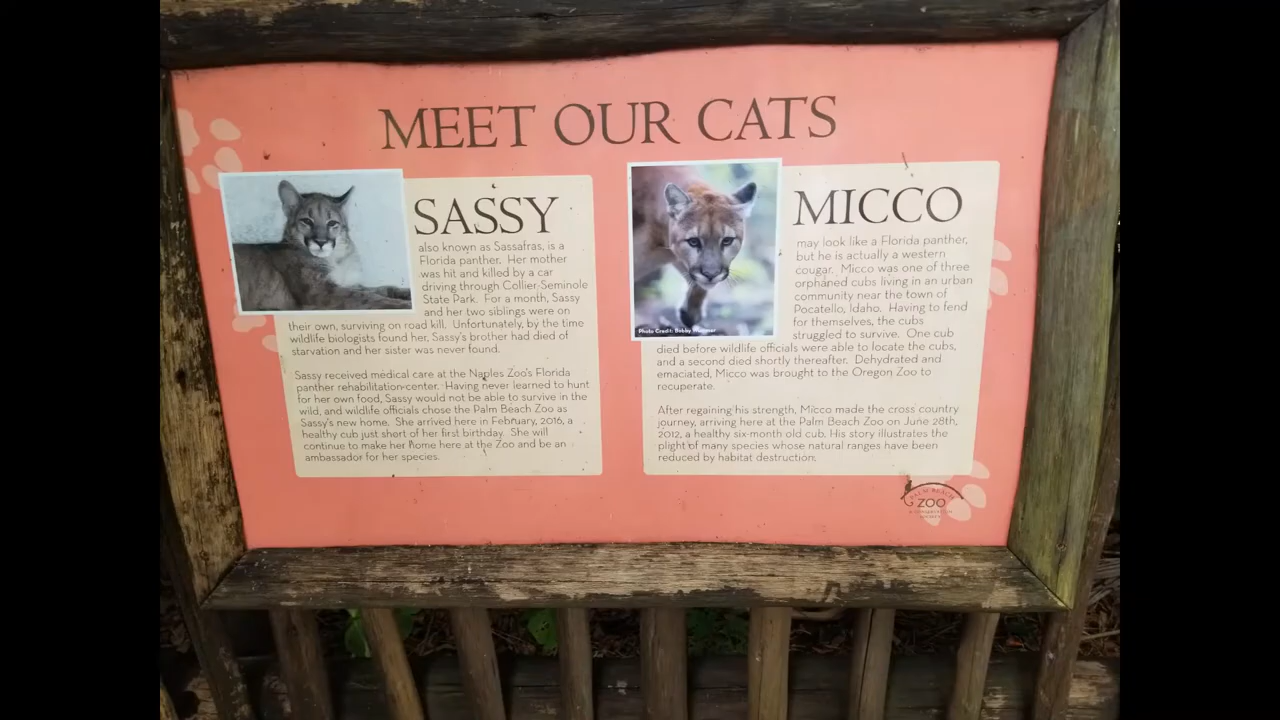 MEET OUR CATS
SASSY
also known as Sassafras, is a
Florida panther. Her mother
was hit and killed by a car
driving through Collier-Seminole
State Park. For a month, Sassy
and her two siblings were on
their own, surviving on road kill. Unfortunately, by the time
wildlife biologists found her, Sassy's brother had died of
starvation and her sister was never found.
Sassy received medical care at the Naples Zoo's Florida
panther rehabilitation center. Having never learned to hunt
for her own food, Sassy would not be able to survive in the
wild, and wildlife officials chose the Palm Beach Zoo as
Sassy's new home. She arrived here in February, 2016, a
healthy cub just short of her first birthday. She will
continue to make her home here at the Zoo and be an
ambassador for her species.
Photo Credit: Bobby
MICCO
may look like a Florida panther,
but he is actually a western
cougar. Micco was one of three
orphaned cubs living in an urban
community near the town of
Pocatello, Idaho. Having to fend
for themselves, the cubs
struggled to survive. One cub
died before wildlife officials were able to locate the cubs,
and a second died shortly thereafter. Dehydrated and
emaciated, Micco was brought to the Oregon Zoo to
recuperate.
After regaining his strength, Micco made the cross country
journey, arriving here at the Palm Beach Zoo on June 28th,
2012, a healthy six-month old cub. His story illustrates the
plight of many species whose natural ranges have been
reduced by habitat destruction.
PALM BEACH
ZOO
& CONSERVATION
SOCIETY